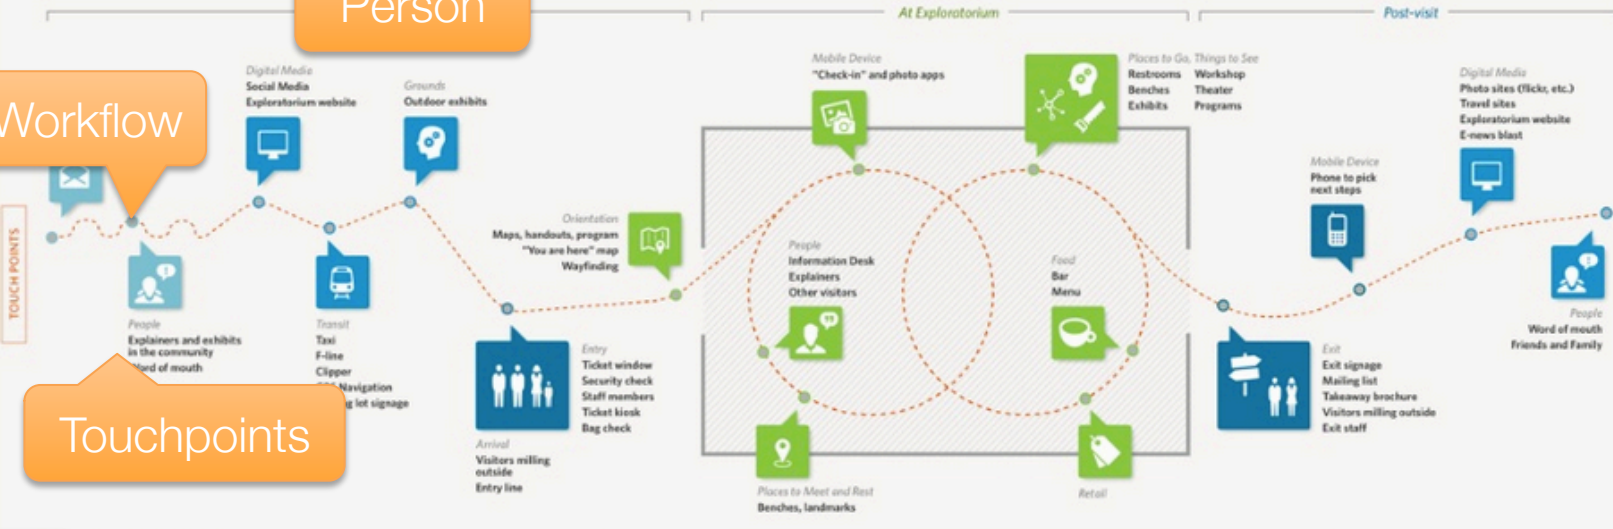 Person
At Exploratorium
Post-visit
Workflow
Touchpoints
TOUCH POINTS
People
Explainers and exhibits
in the community
Word of mouth
Digital Media
Social Media
Exploratorium website
Transit
Taxi
F-line
Clipper
Navigation
lot signage
Grounds
Outdoor exhibits
Arrival
Visitors milling
outside
Entry line
Entry
Ticket window
Security check
Staff members
Ticket kiosk
Bag check
Orientation
Maps, handouts, program
"You are here" map
Wayfinding
Mobile Device
"Check-in" and photo apps
People
Information Desk
Explainers
Other visitors
Places to Meet and Rest
Benches, landmarks
Places to Go, Things to See
Restrooms Workshop
Benches Theater
Exhibits Programs
Food
Bar
Menu
Retail
Exit
Exit signage
Mailing list
Takeaway brochure
Visitors milling outside
Exit staff
Mobile Device
Phone to pick
next steps
Digital Media
Photo sites (flickr, etc.)
Travel sites
Exploratorium website
E-news blast
People
Word of mouth
Friends and Family